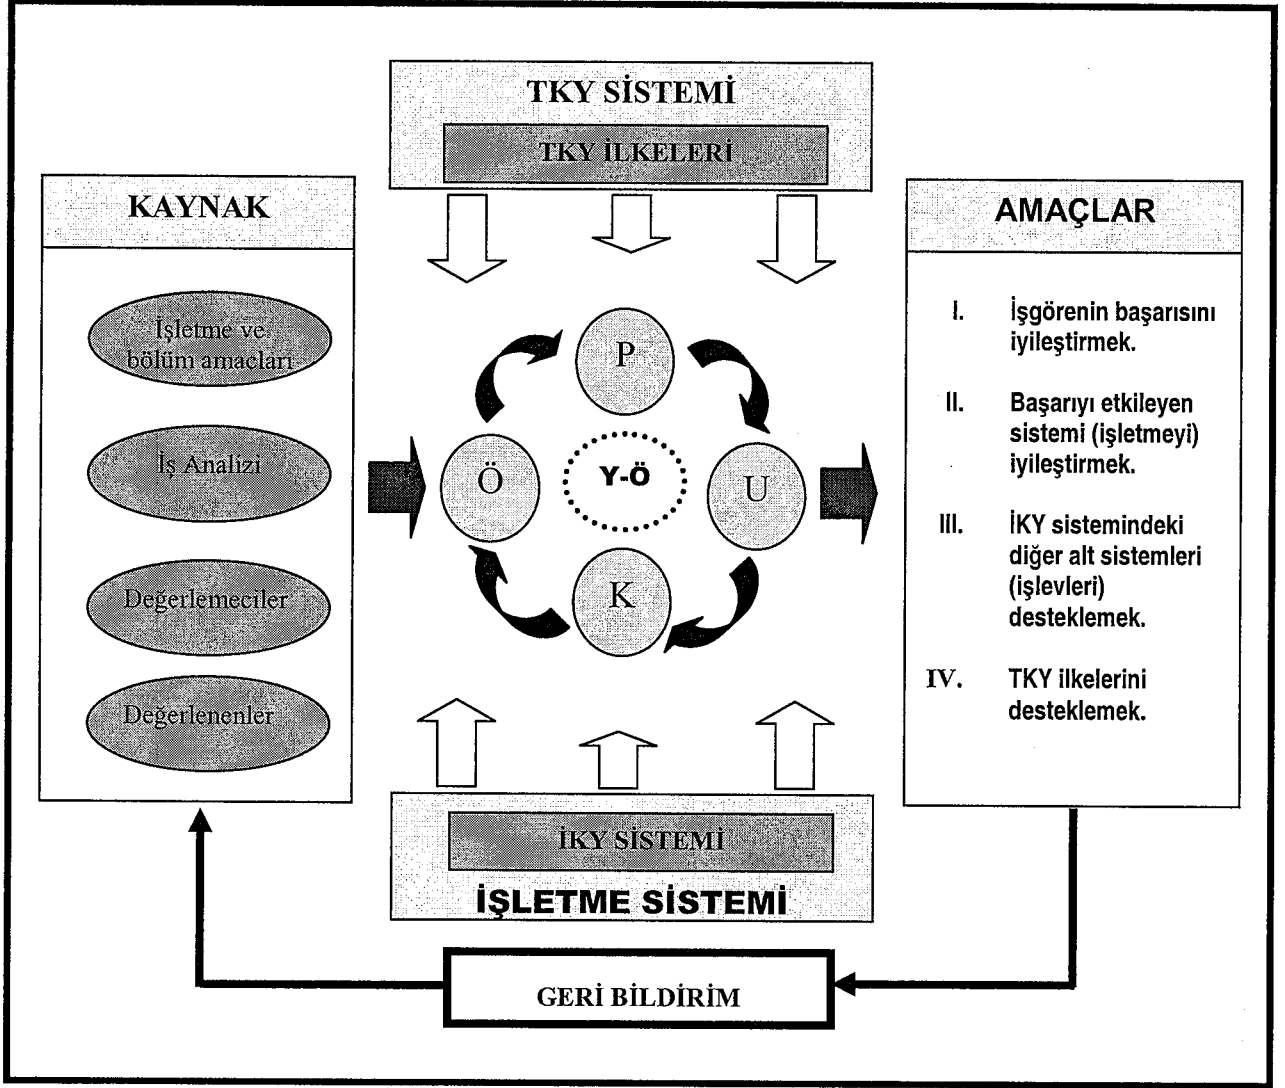 TKY SİSTEMİ
TKY İLKELERİ
KAYNAK
İşletme ve
bölüm amacları
İş Analizi
Değerlemeciler
Değerlenenler
P
Ö
Y-Ö
U
K
AMAÇLAR
I. İşgörenin başarısını
iyileştirmek.
II. Başarıyı etkileyen
sistemi (işletmeyi)
iyileştirmek.
III. İKY sistemindeki
diğer alt sistemleri
(işlevleri)
desteklemek.
IV. TKY ilkelerini
desteklemek.
İKY SİSTEMİ
İŞLETME SİSTEMİ
GERİ BİLDİRİM